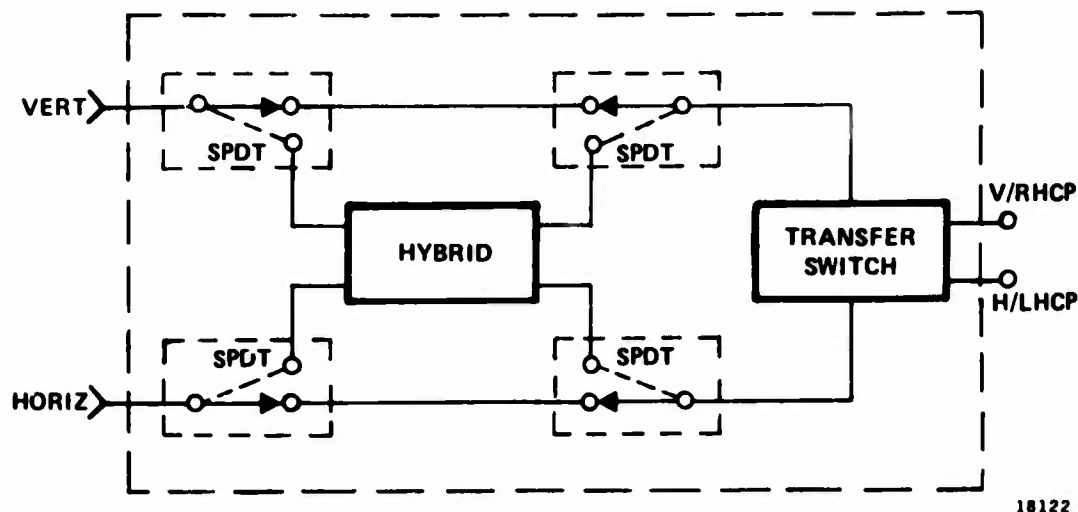 VERT
SPDT
SPDT
V/RHCP
HYBRID
TRANSFER
SWITCH
H/LHCP
SPDT
SPDT
HORIZ
18122